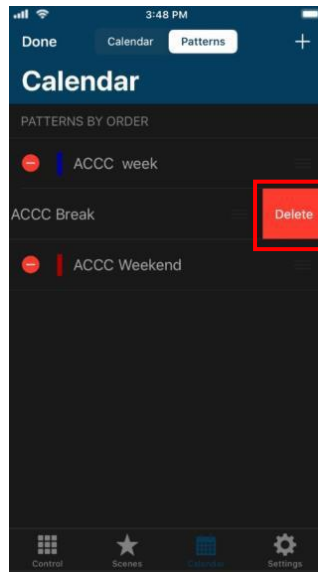 3:48 PM
Done Calendar Patterns +
Calendar
PATTERNS BY ORDER
ACCC week
ACCC Break Delete
ACCC Weekend
Control Scenes Calendar Settings